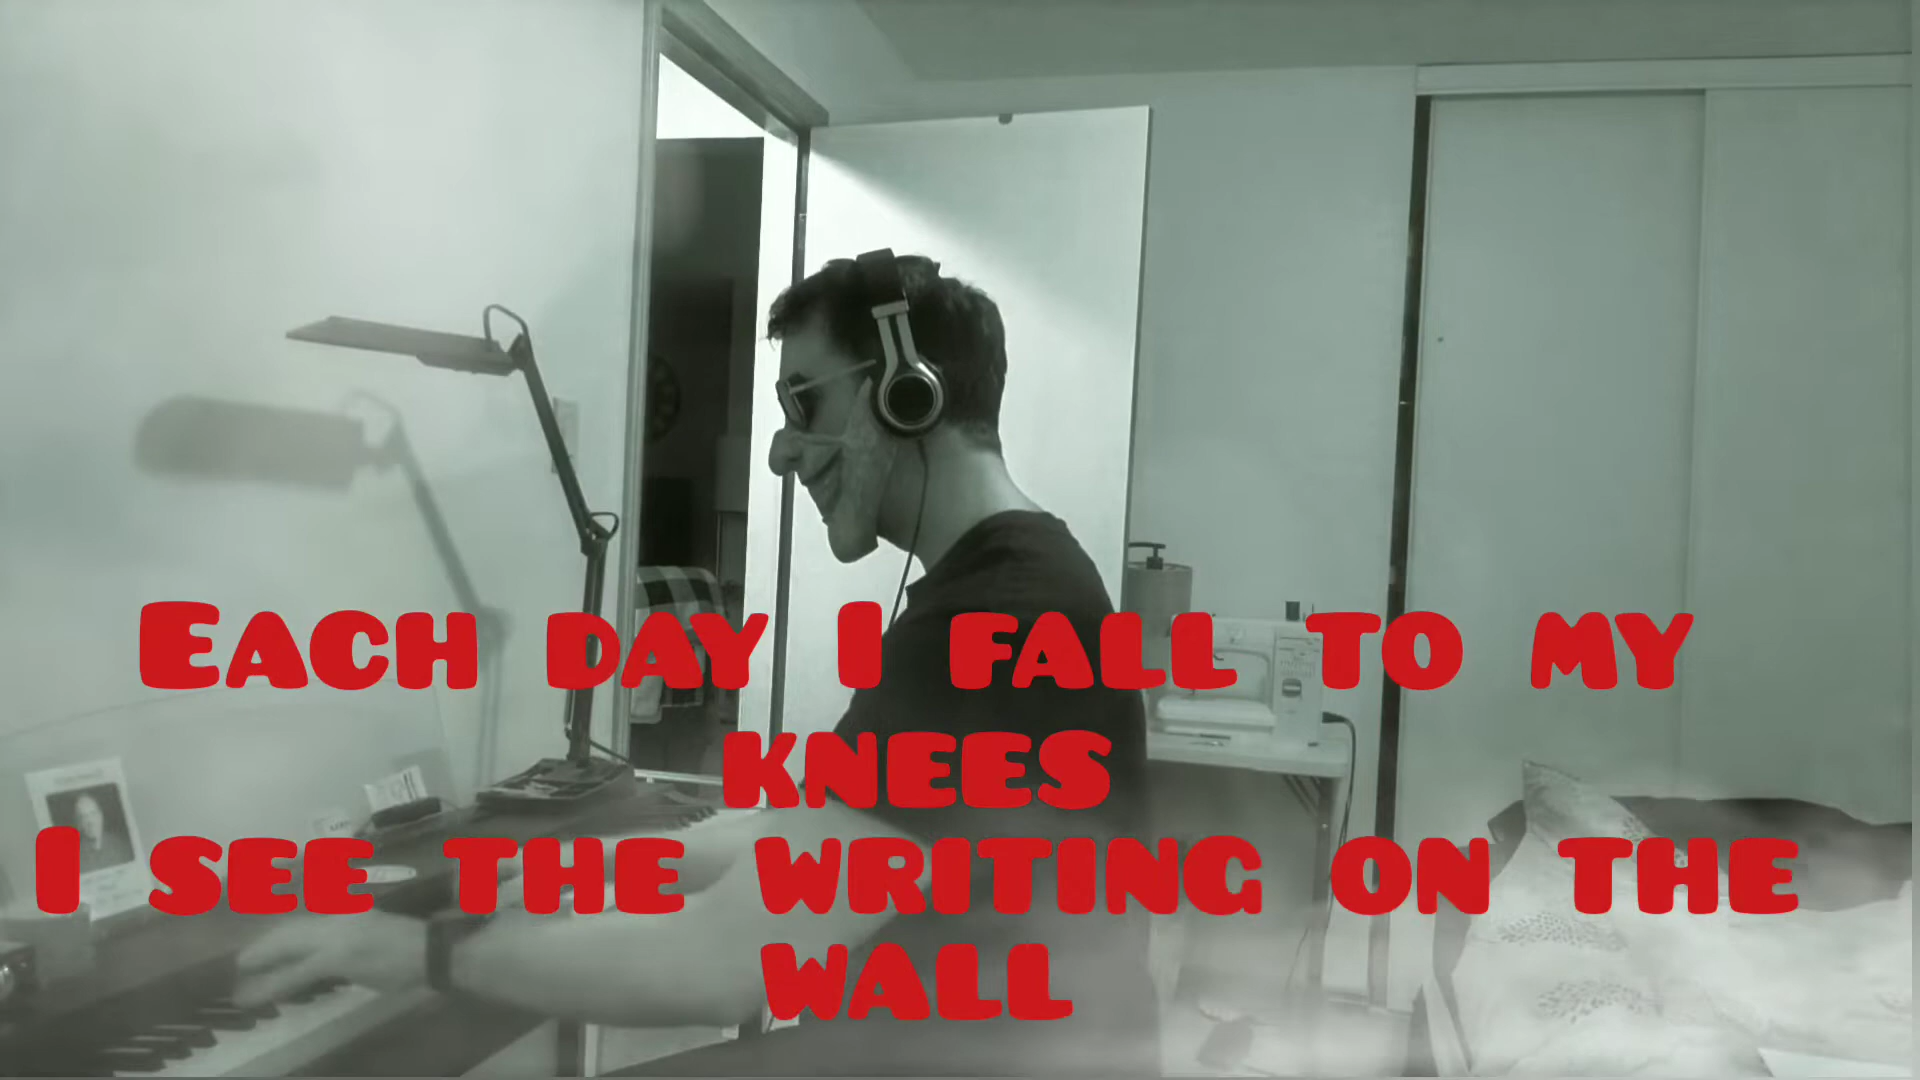 Each day I fall to my
knees
I see the writing on the
wall